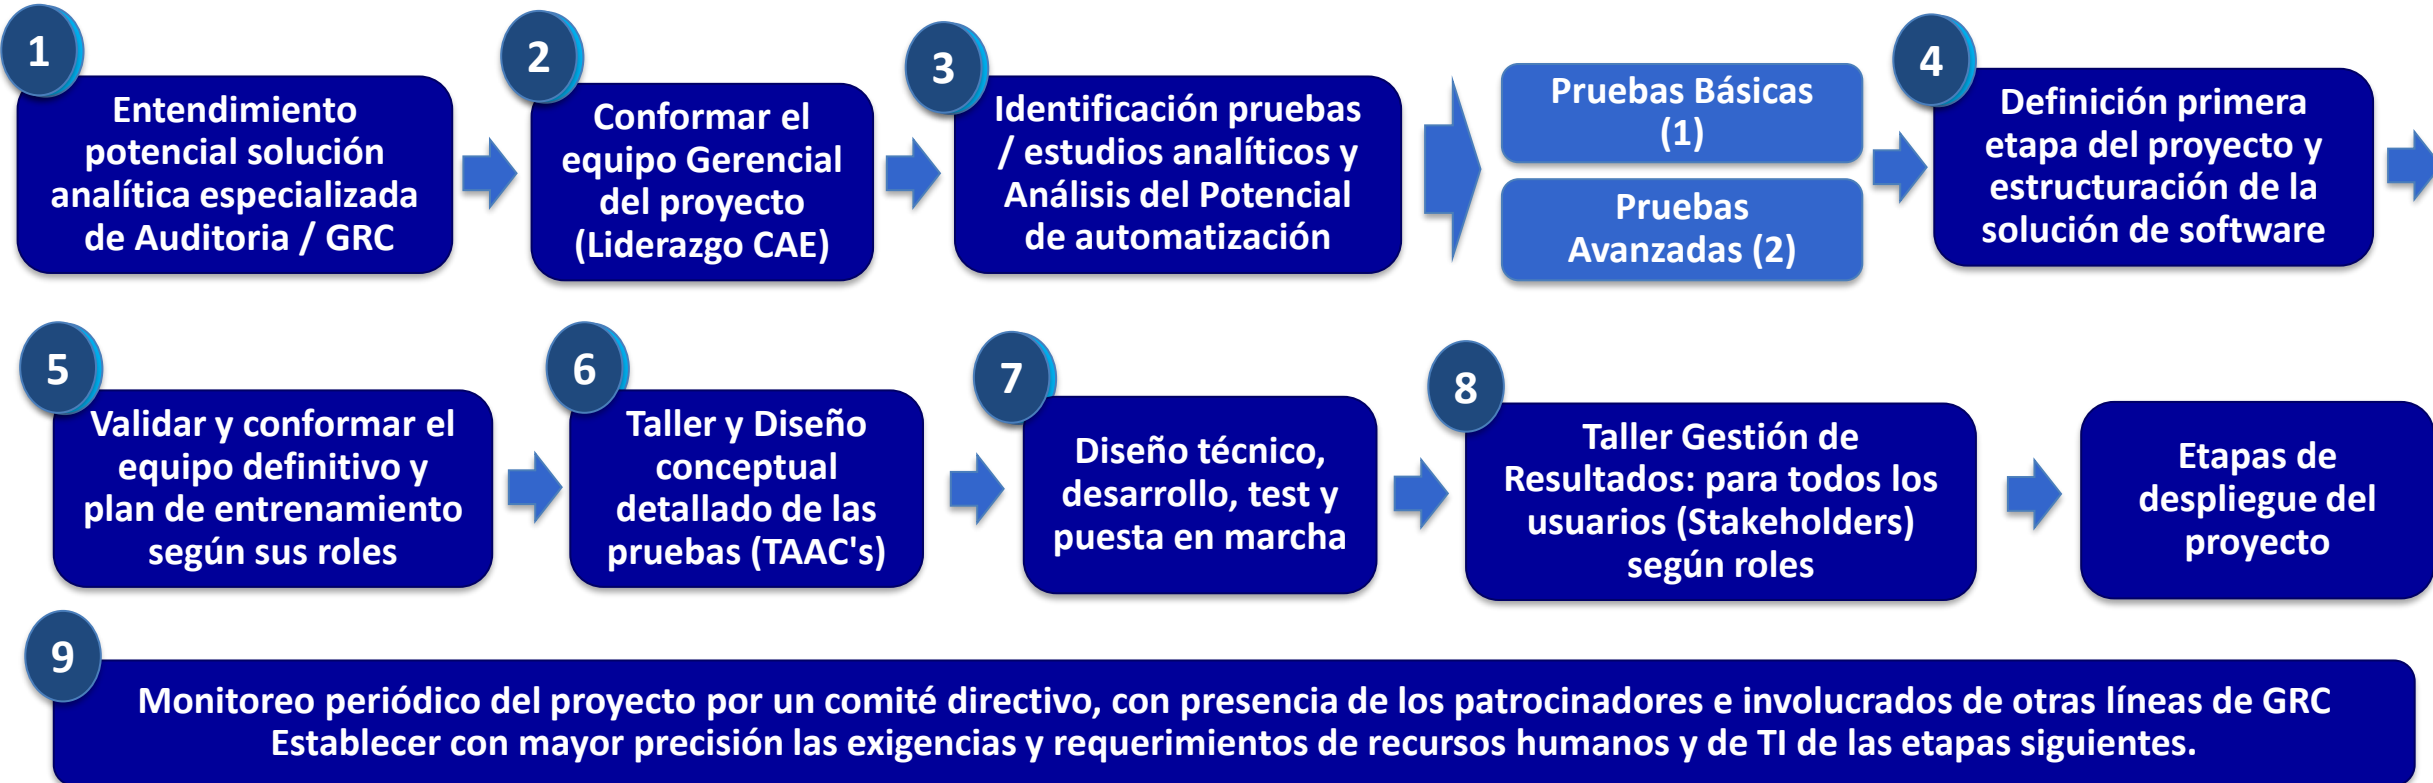 1
Entendimiento
potencial solución
analítica especializada
de Auditoria / GRC
2
Conformar el
equipo Gerencial
del proyecto
(Liderazgo CAE)
3
Identificación pruebas
/ estudios analíticos y
Análisis del Potencial
de automatización
Pruebas Básicas
(1)
Pruebas
Avanzadas (2)
4
Definición primera
etapa del proyecto y
estructuración de la
solución de software
5
Validar y conformar el
equipo definitivo y
plan de entrenamiento
según sus roles
6
Taller y Diseño
conceptual
detallado de las
pruebas (TAAC's)
7
Diseño técnico,
desarrollo, test y
puesta en marcha
8
Taller Gestión de
Resultados: para todos los
usuarios (Stakeholders)
según roles
Etapas de
despliegue del
proyecto
9
Monitoreo periódico del proyecto por un comité directivo, con presencia de los patrocinadores e involucrados de otras líneas de GRC
Establecer con mayor precisión las exigencias y requerimientos de recursos humanos y de TI de las etapas siguientes.